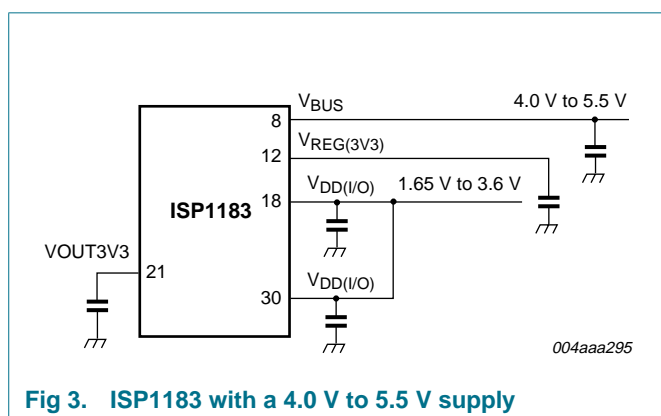 VBUS 4.0 V to 5.5 V
8
VREG(3V3)
12
VDD(I/O) 1.65 V to 3.6 V
ISP1183 18
VOUT3V3
21
VDD(I/O)
30
004aaa295
Fig 3. ISP1183 with a 4.0 V to 5.5 V supply